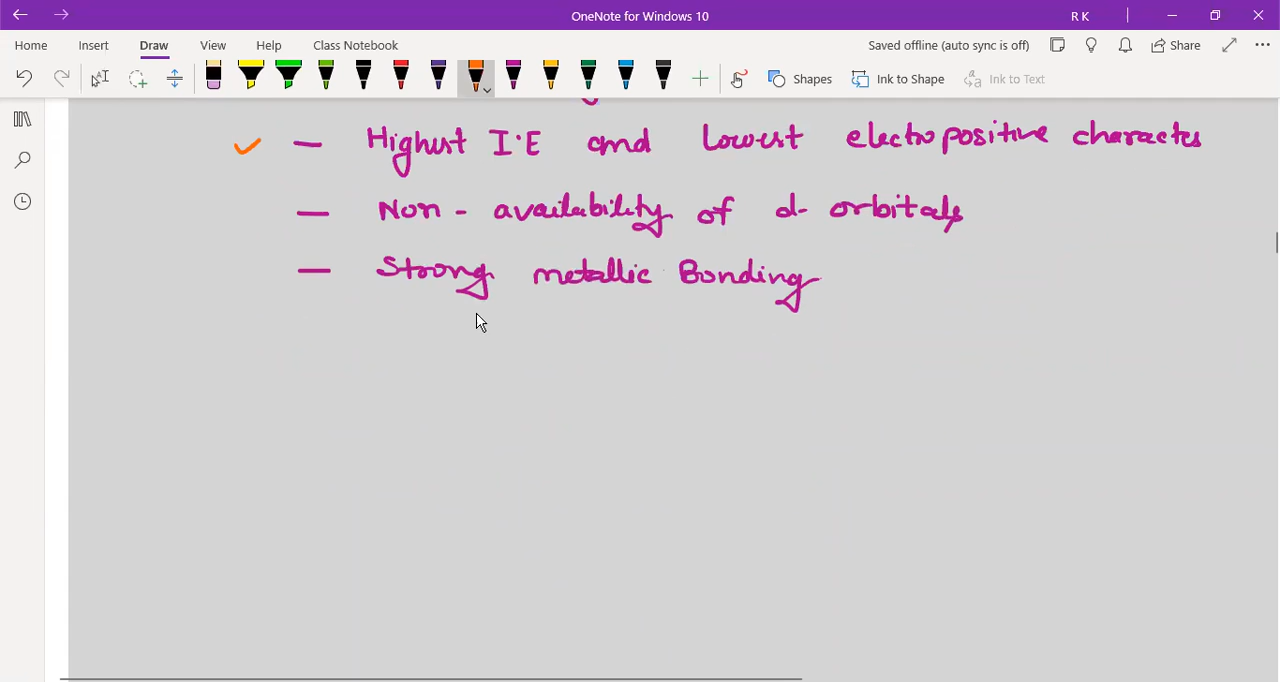 OneNote for Windows 10
R K
Home Insert Draw View Help Class Notebook
Saved offline (auto sync is off)
Share
Shapes
Ink to Shape
Ink to Text
✓ — Highest I·E and lowest electropositive character
— Non - availability of d- orbitals
— Strong metallic Bonding